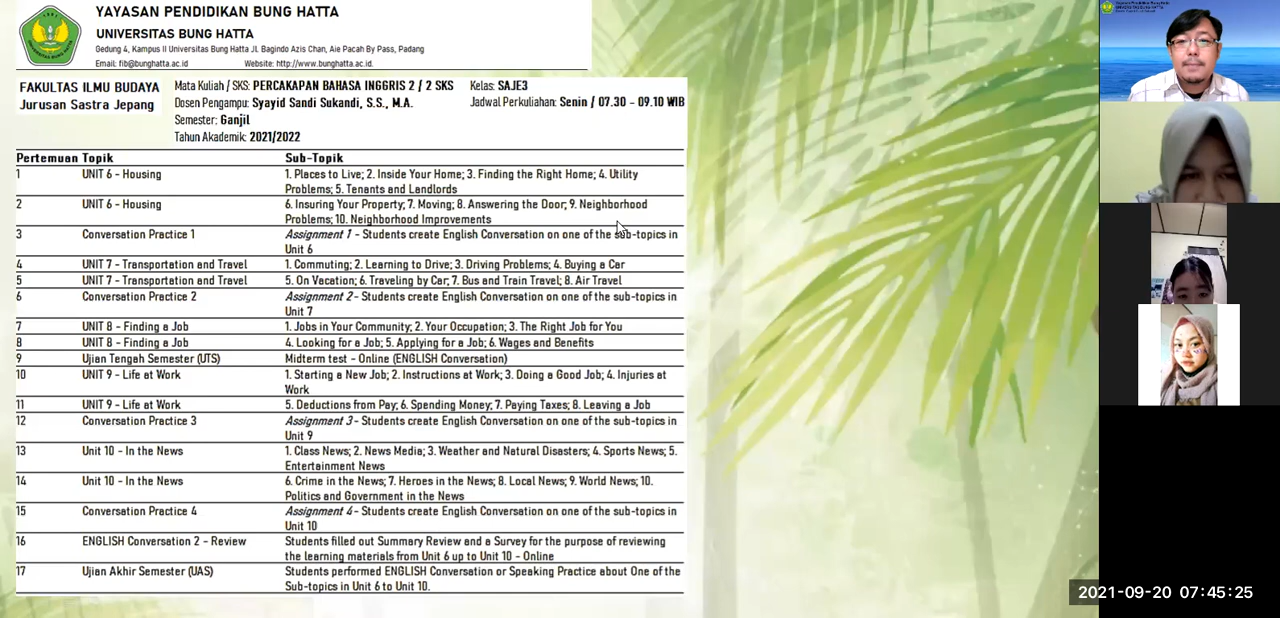 YAYASAN PENDIDIKAN BUNG HATTA
UNIVERSITAS BUNG HATTA
Gedung 4, Kampus II Universitas Bung Hatta Jl. Bagindo Azis Chan, Aie Pacah By Pass, Padang
Email: fib@bunghatta.ac.id Website: http://www.bunghatta.ac.id.
FAKULTAS ILMU BUDAYA
Jurusan Sastra Jepang
Mata Kuliah / SKS: PERCAKAPAN BAHASA INGGRIS 2 / 2 SKS
Dosen Pengampu: Syayid Sandi Sukandi, S.S., M.A.
Semester: Ganjil
Tahun Akademik: 2021/2022
Kelas: SAJE3
Jadwal Perkuliahan: Senin / 07.30 - 09.10 WIB
Pertemuan Topik Sub-Topik
1 UNIT 6 - Housing 1. Places to Live; 2. Inside Your Home; 3. Finding the Right Home; 4. Utility
Problems; 5. Tenants and Landlords
2 UNIT 6 - Housing 6. Insuring Your Property; 7. Moving; 8. Answering the Door; 9. Neighborhood
Problems; 10. Neighborhood Improvements
3 Conversation Practice 1 Assignment 1 - Students create English Conversation on one of the sub-topics in
Unit 6
4 UNIT 7 - Transportation and Travel 1. Commuting; 2. Learning to Drive; 3. Driving Problems; 4. Buying a Car
5 UNIT 7 - Transportation and Travel 5. On Vacation; 6. Traveling by Car; 7. Bus and Train Travel; 8. Air Travel
6 Conversation Practice 2 Assignment 2 - Students create English Conversation on one of the sub-topics in
Unit 7
7 UNIT 8 - Finding a Job 1. Jobs in Your Community; 2. Your Occupation; 3. The Right Job for You
8 UNIT 8 - Finding a Job 4. Looking for a Job; 5. Applying for a Job; 6. Wages and Benefits
9 Ujian Tengah Semester (UTS) Midterm test - Online (ENGLISH Conversation)
10 UNIT 9 - Life at Work 1. Starting a New Job; 2. Instructions at Work; 3. Doing a Good Job; 4. Injuries at
Work
11 UNIT 9 - Life at Work 5. Deductions from Pay; 6. Spending Money; 7. Paying Taxes; 8. Leaving a Job
12 Conversation Practice 3 Assignment 3 - Students create English Conversation on one of the sub-topics in
Unit 9
13 Unit 10 - In the News 1. Class News; 2. News Media; 3. Weather and Natural Disasters; 4. Sports News; 5.
Entertainment News
14 Unit 10 - In the News 6. Crime in the News; 7. Heroes in the News; 8. Local News; 9. World News; 10.
Politics and Government in the News
15 Conversation Practice 4 Assignment 4 - Students create English Conversation on one of the sub-topics in
Unit 10
16 ENGLISH Conversation 2 - Review Students filled out Summary Review and a Survey for the purpose of reviewing
the learning materials from Unit 6 up to Unit 10 - Online
17 Ujian Akhir Semester (UAS) Students performed ENGLISH Conversation or Speaking Practice about One of the
Sub-topics in Unit 6 to Unit 10.
2021-09-20 07:45:25